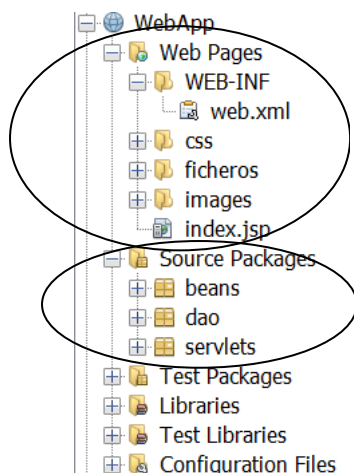 WebApp
Web Pages
WEB-INF
web.xml
css
ficheros
images
index.jsp
Source Packages
beans
dao
servlets
Test Packages
Libraries
Test Libraries
Configuration Files